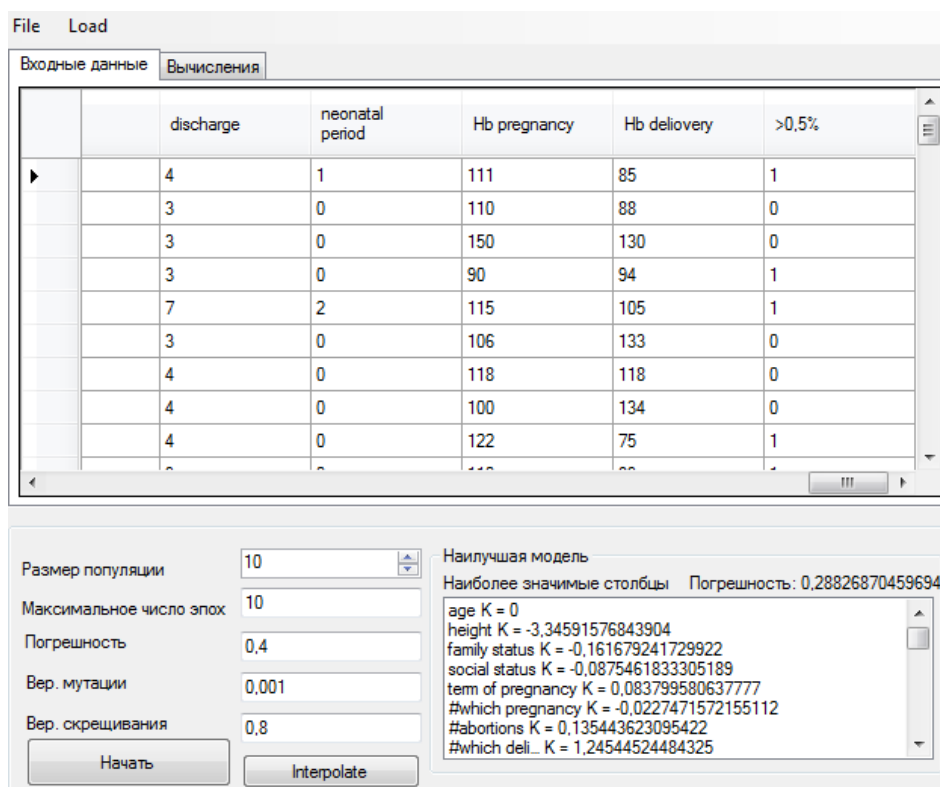 File Load
Входные данные Вычисления
discharge neonatal period Hb pregnancy Hb deliovery >0,5%
4 1 111 85 1
3 0 110 88 0
3 0 150 130 0
3 0 90 94 1
7 2 115 105 1
3 0 106 133 0
4 0 118 118 0
4 0 100 134 0
4 0 122 75 1
Размер популяции 10
Максимальное число эпох 10
Погрешность 0,4
Вер. мутации 0,001
Вер. скрещивания 0,8
Начать Interpolate
Наилучшая модель
Наиболее значимые столбцы Погрешность: 0,28826870459694
age K = 0
height K = -3,34591576843904
family status K = -0,161679241729922
social status K = -0,0875461833305189
term of pregnancy K = 0,083799580637777
#which pregnancy K = -0,0227471572155112
#abortions K = 0,135443623095422
#which deli... K = 1,24544524484325